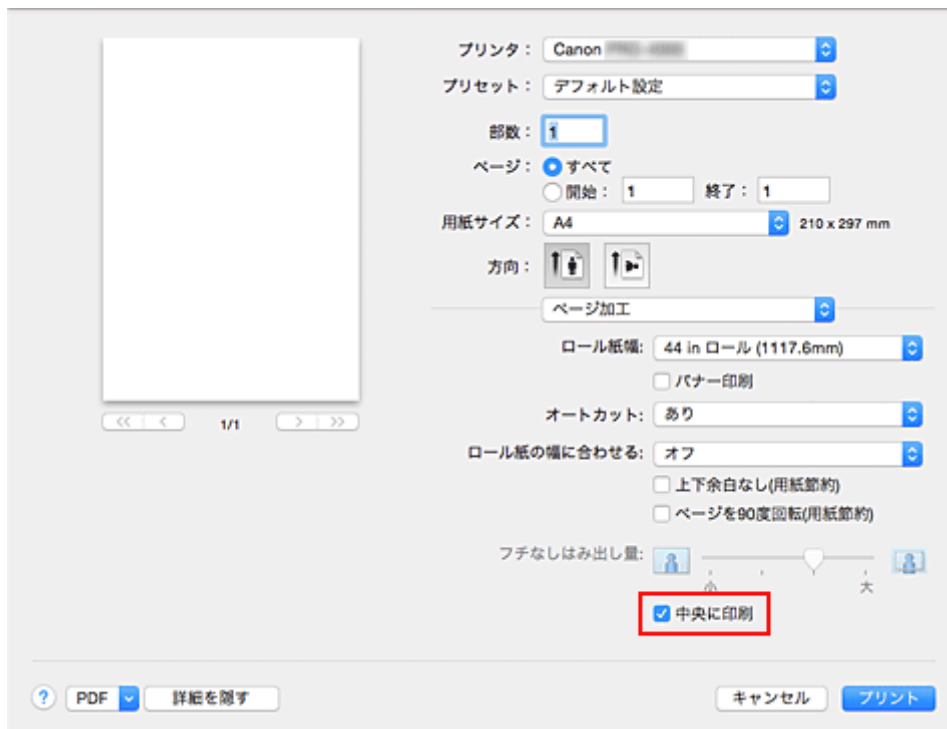 プリンタ： Canon
プリセット： デフォルト設定
部数： 1
ページ： すべて
開始： 1 終了： 1
用紙サイズ： A4 210 x 297 mm
方向：
ページ加工
ロール紙幅: 44 in ロール (1117.6mm)
バナー印刷
<< < 1/1 > >>
オートカット: あり
ロール紙の幅に合わせる: オフ
上下余白なし(用紙節約)
ページを90度回転(用紙節約)
フチなしはみ出し量:
小 大
中央に印刷
? PDF 詳細を隠す キャンセル プリント